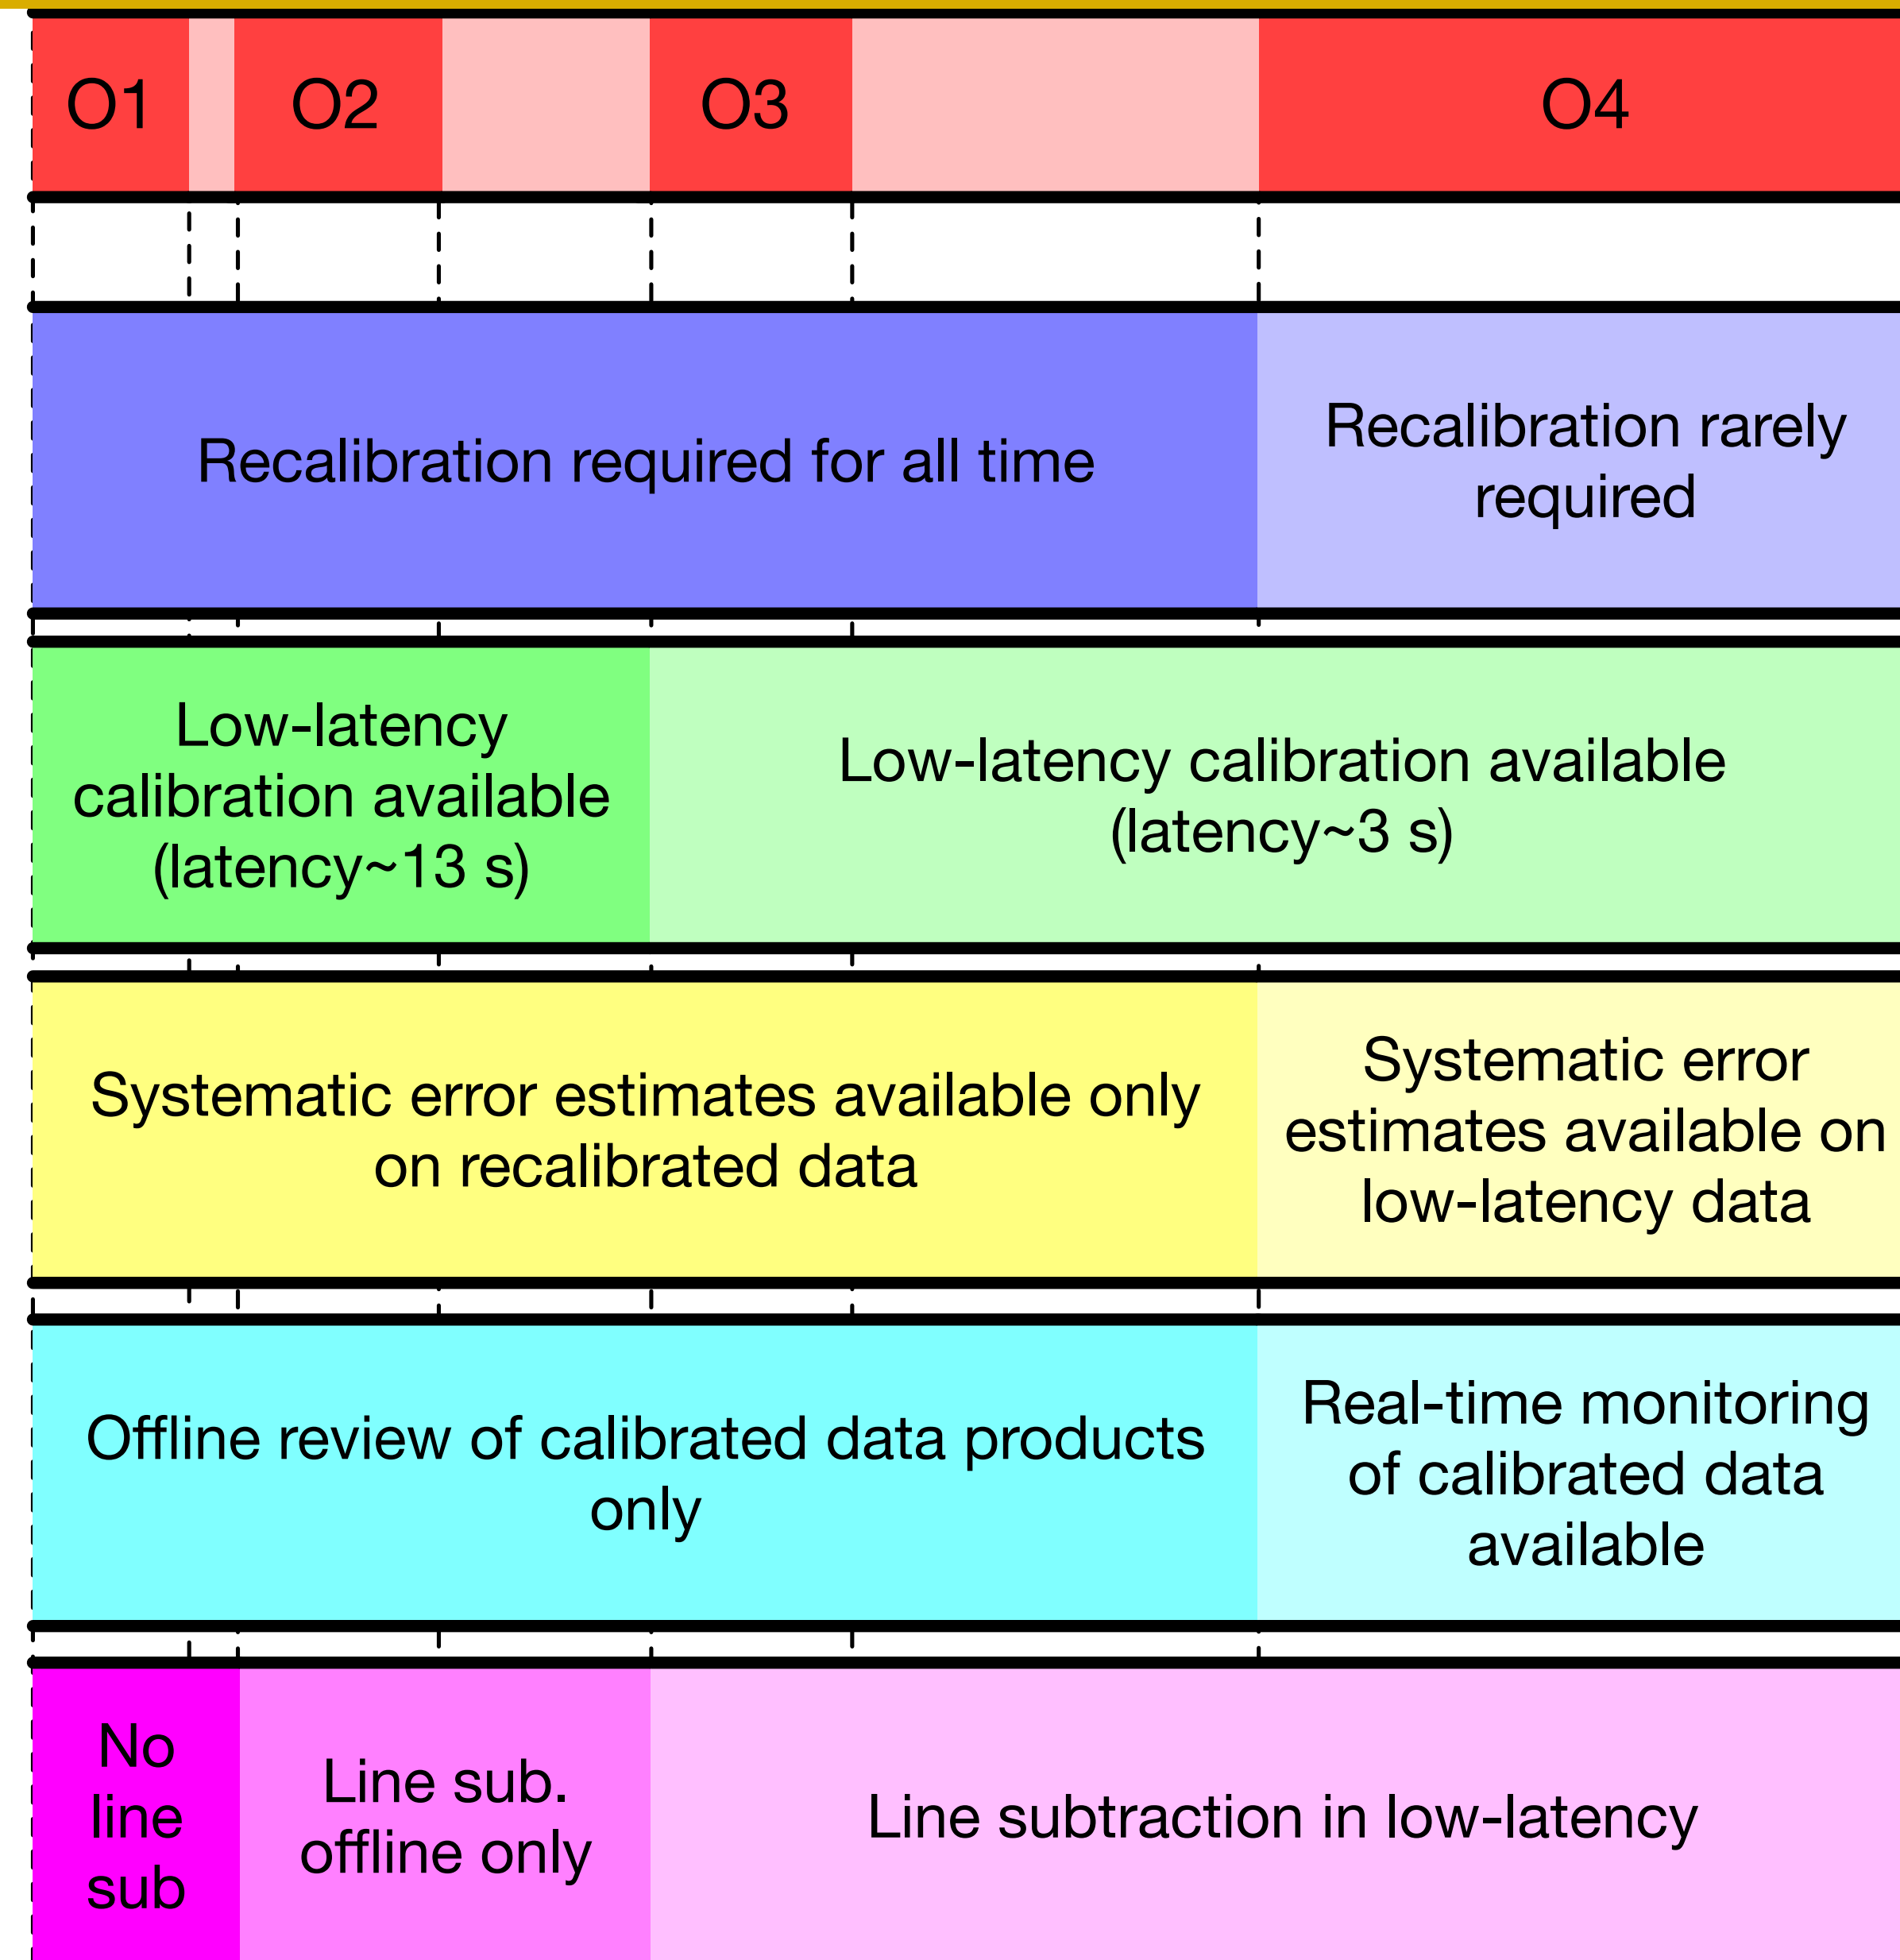 O1
O2
O3
O4
Recalibration required for all time
Recalibration rarely
required
Low-latency
calibration available
(latency~13 s)
Low-latency calibration available
(latency~3 s)
Systematic error estimates available only
on recalibrated data
Systematic error
estimates available on
low-latency data
Offline review of calibrated data products
only
Real-time monitoring
of calibrated data
available
No
line
sub
Line sub.
offline only
Line subtraction in low-latency